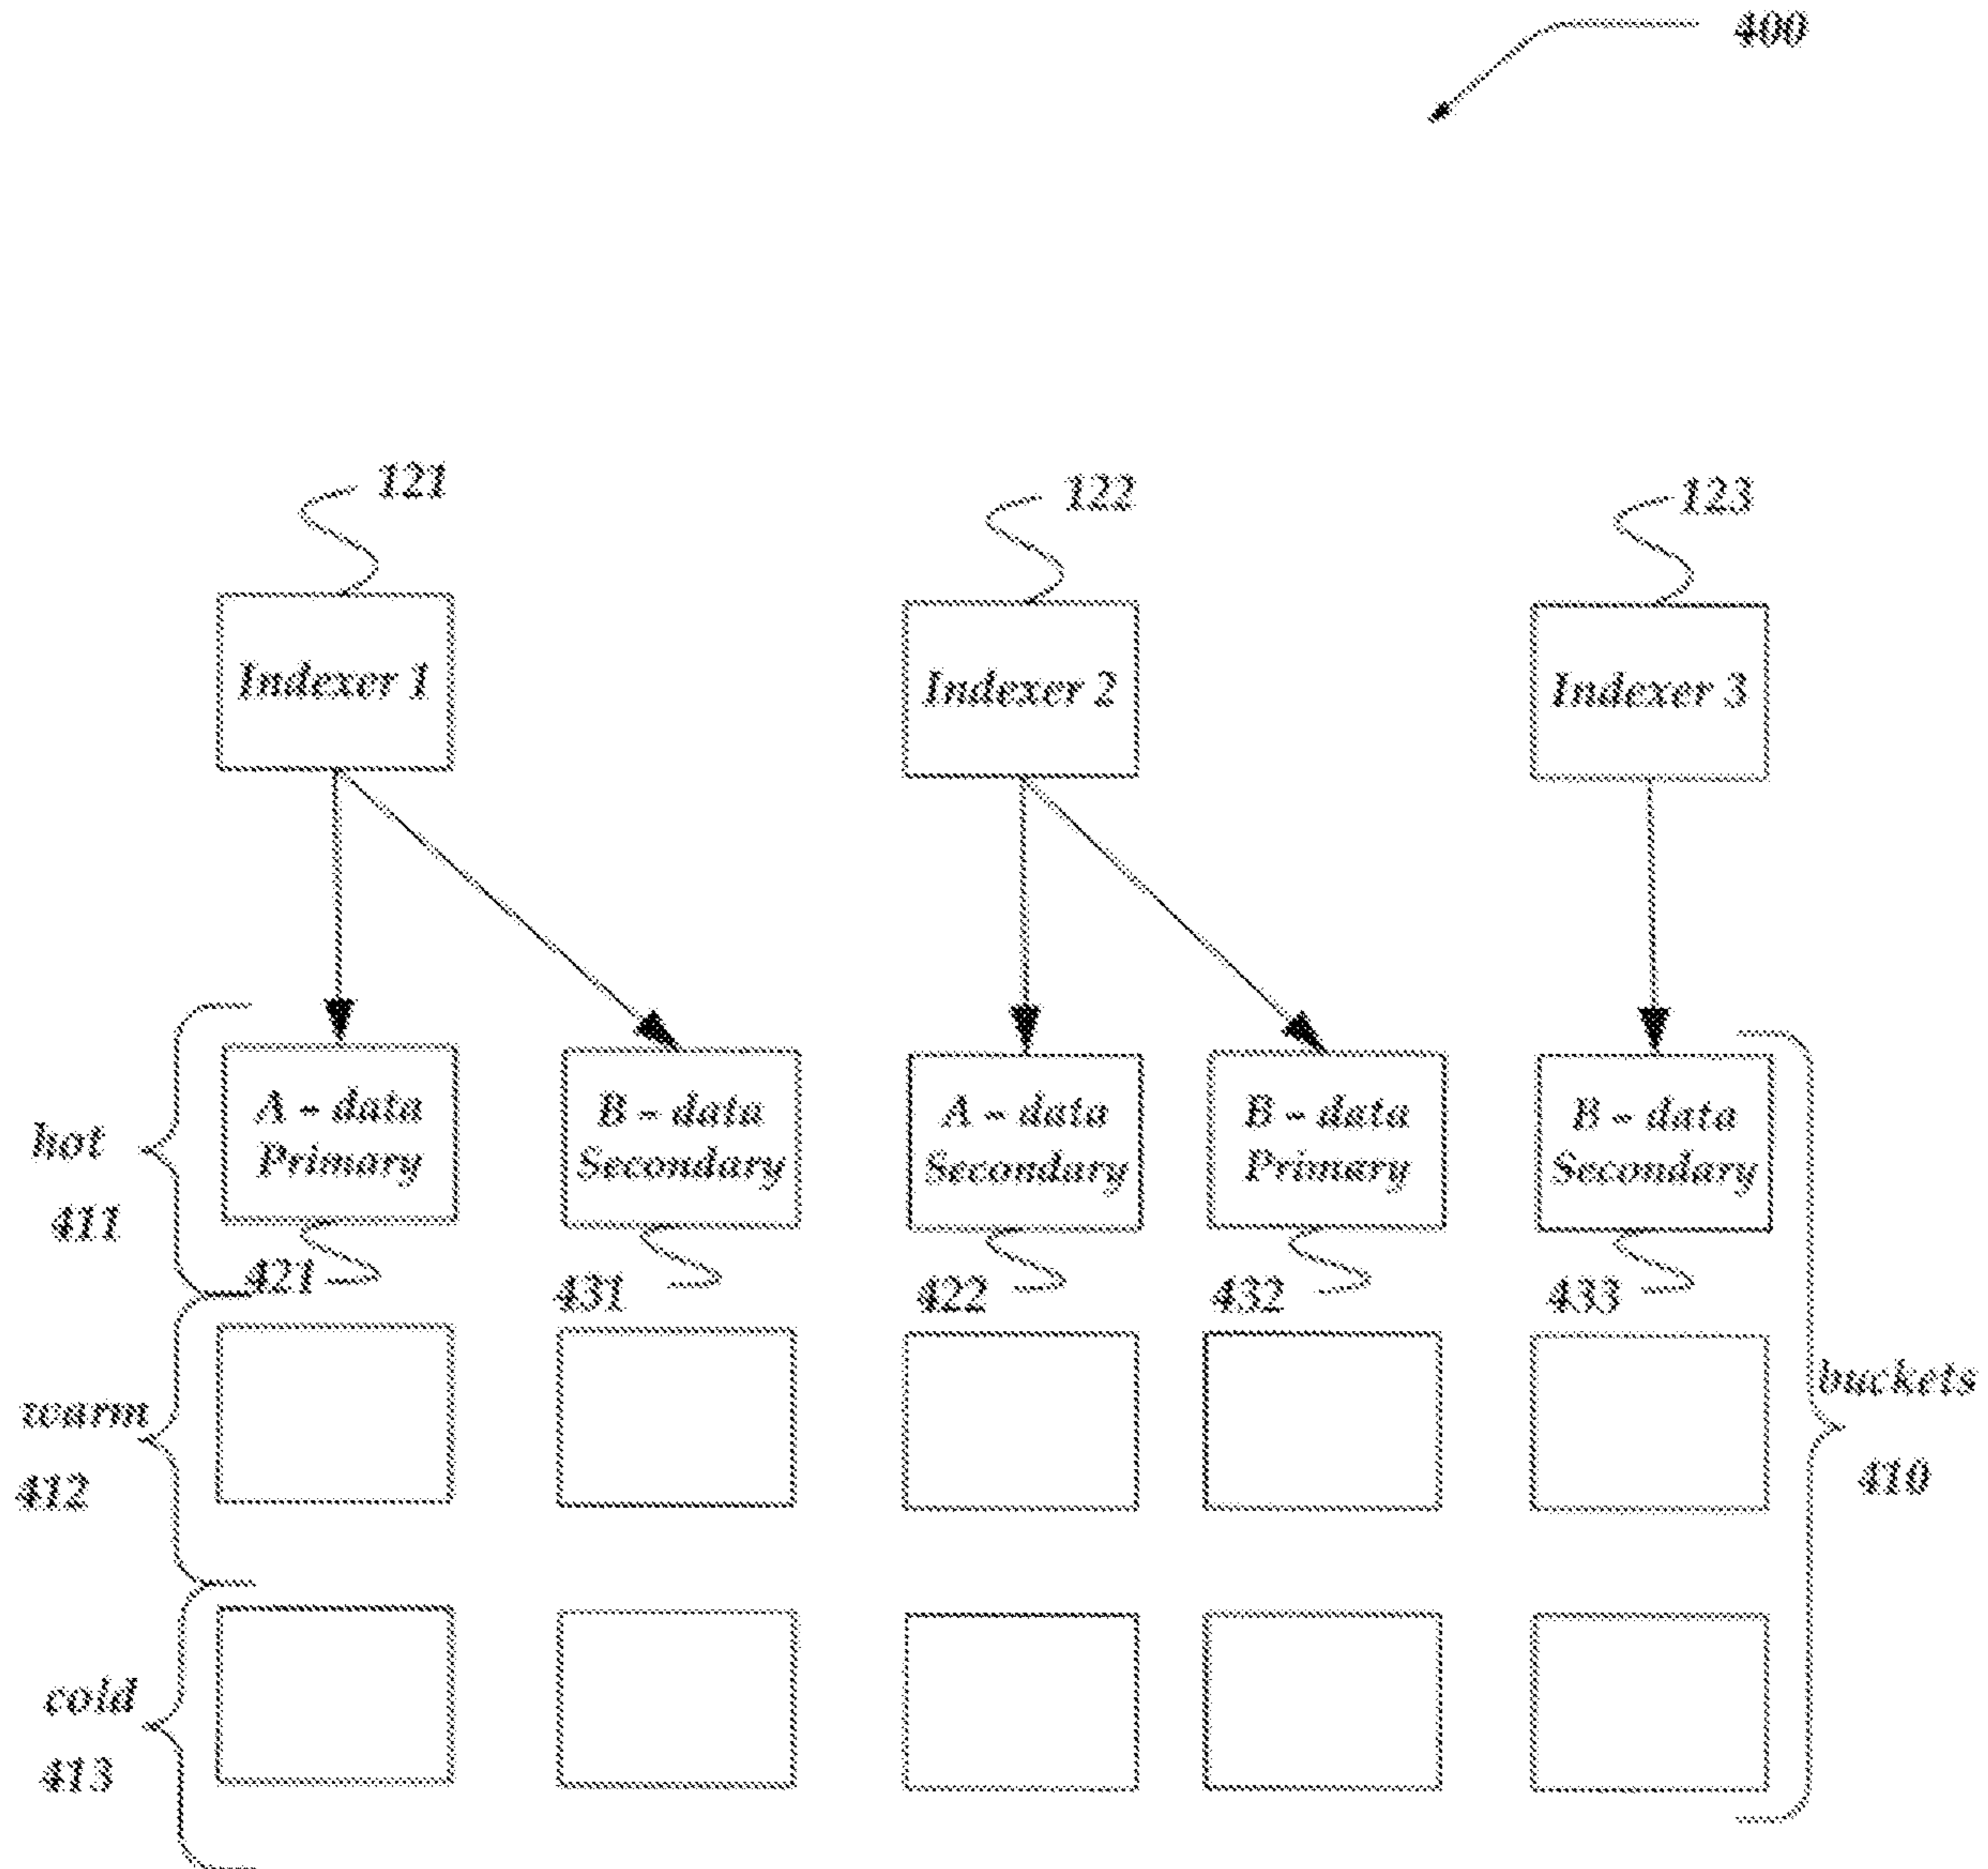 400
121
122
123
Indexer 1
Indexer 2
Indexer 3
A - data
Primary
B - data
Secondary
A - data
Secondary
B - data
Primary
B - data
Secondary
hot
411
421
431
422
432
433
warm
412
buckets
410
cold
413